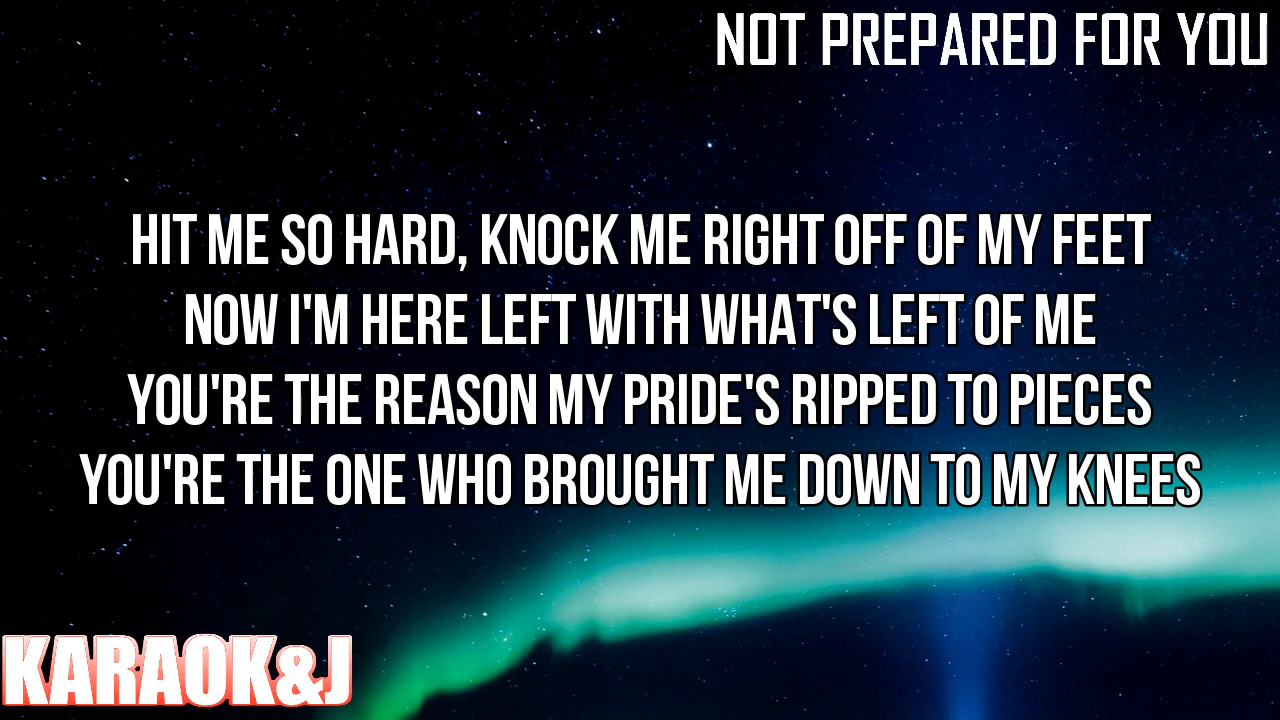 NOT PREPARED FOR YOU
HIT ME SO HARD, KNOCK ME RIGHT OFF OF MY FEET
NOW I'M HERE LEFT WITH WHAT'S LEFT OF ME
YOU'RE THE REASON MY PRIDE'S RIPPED TO PIECES
YOU'RE THE ONE WHO BROUGHT ME DOWN TO MY KNEES
KARAOK&J